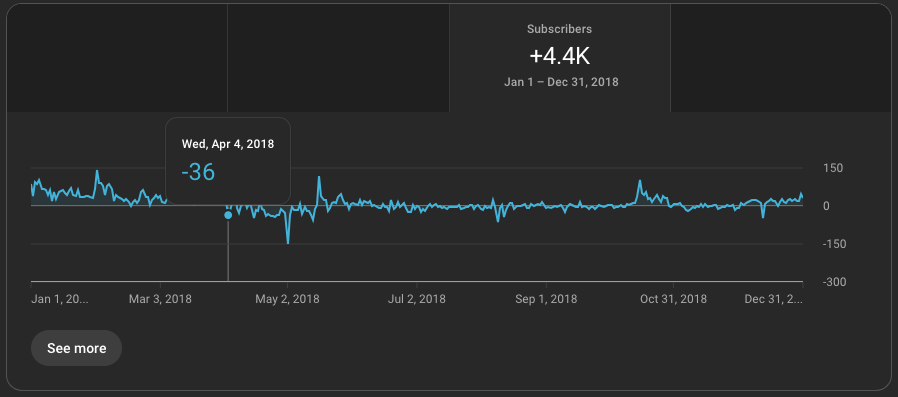 Subscribers
+4.4K
Jan 1 – Dec 31, 2018
Wed, Apr 4, 2018
-36
150
0
-150
-300
Jan 1, 20... Mar 3, 2018 May 2, 2018 Jul 2, 2018 Sep 1, 2018 Oct 31, 2018 Dec 31, 2...
See more